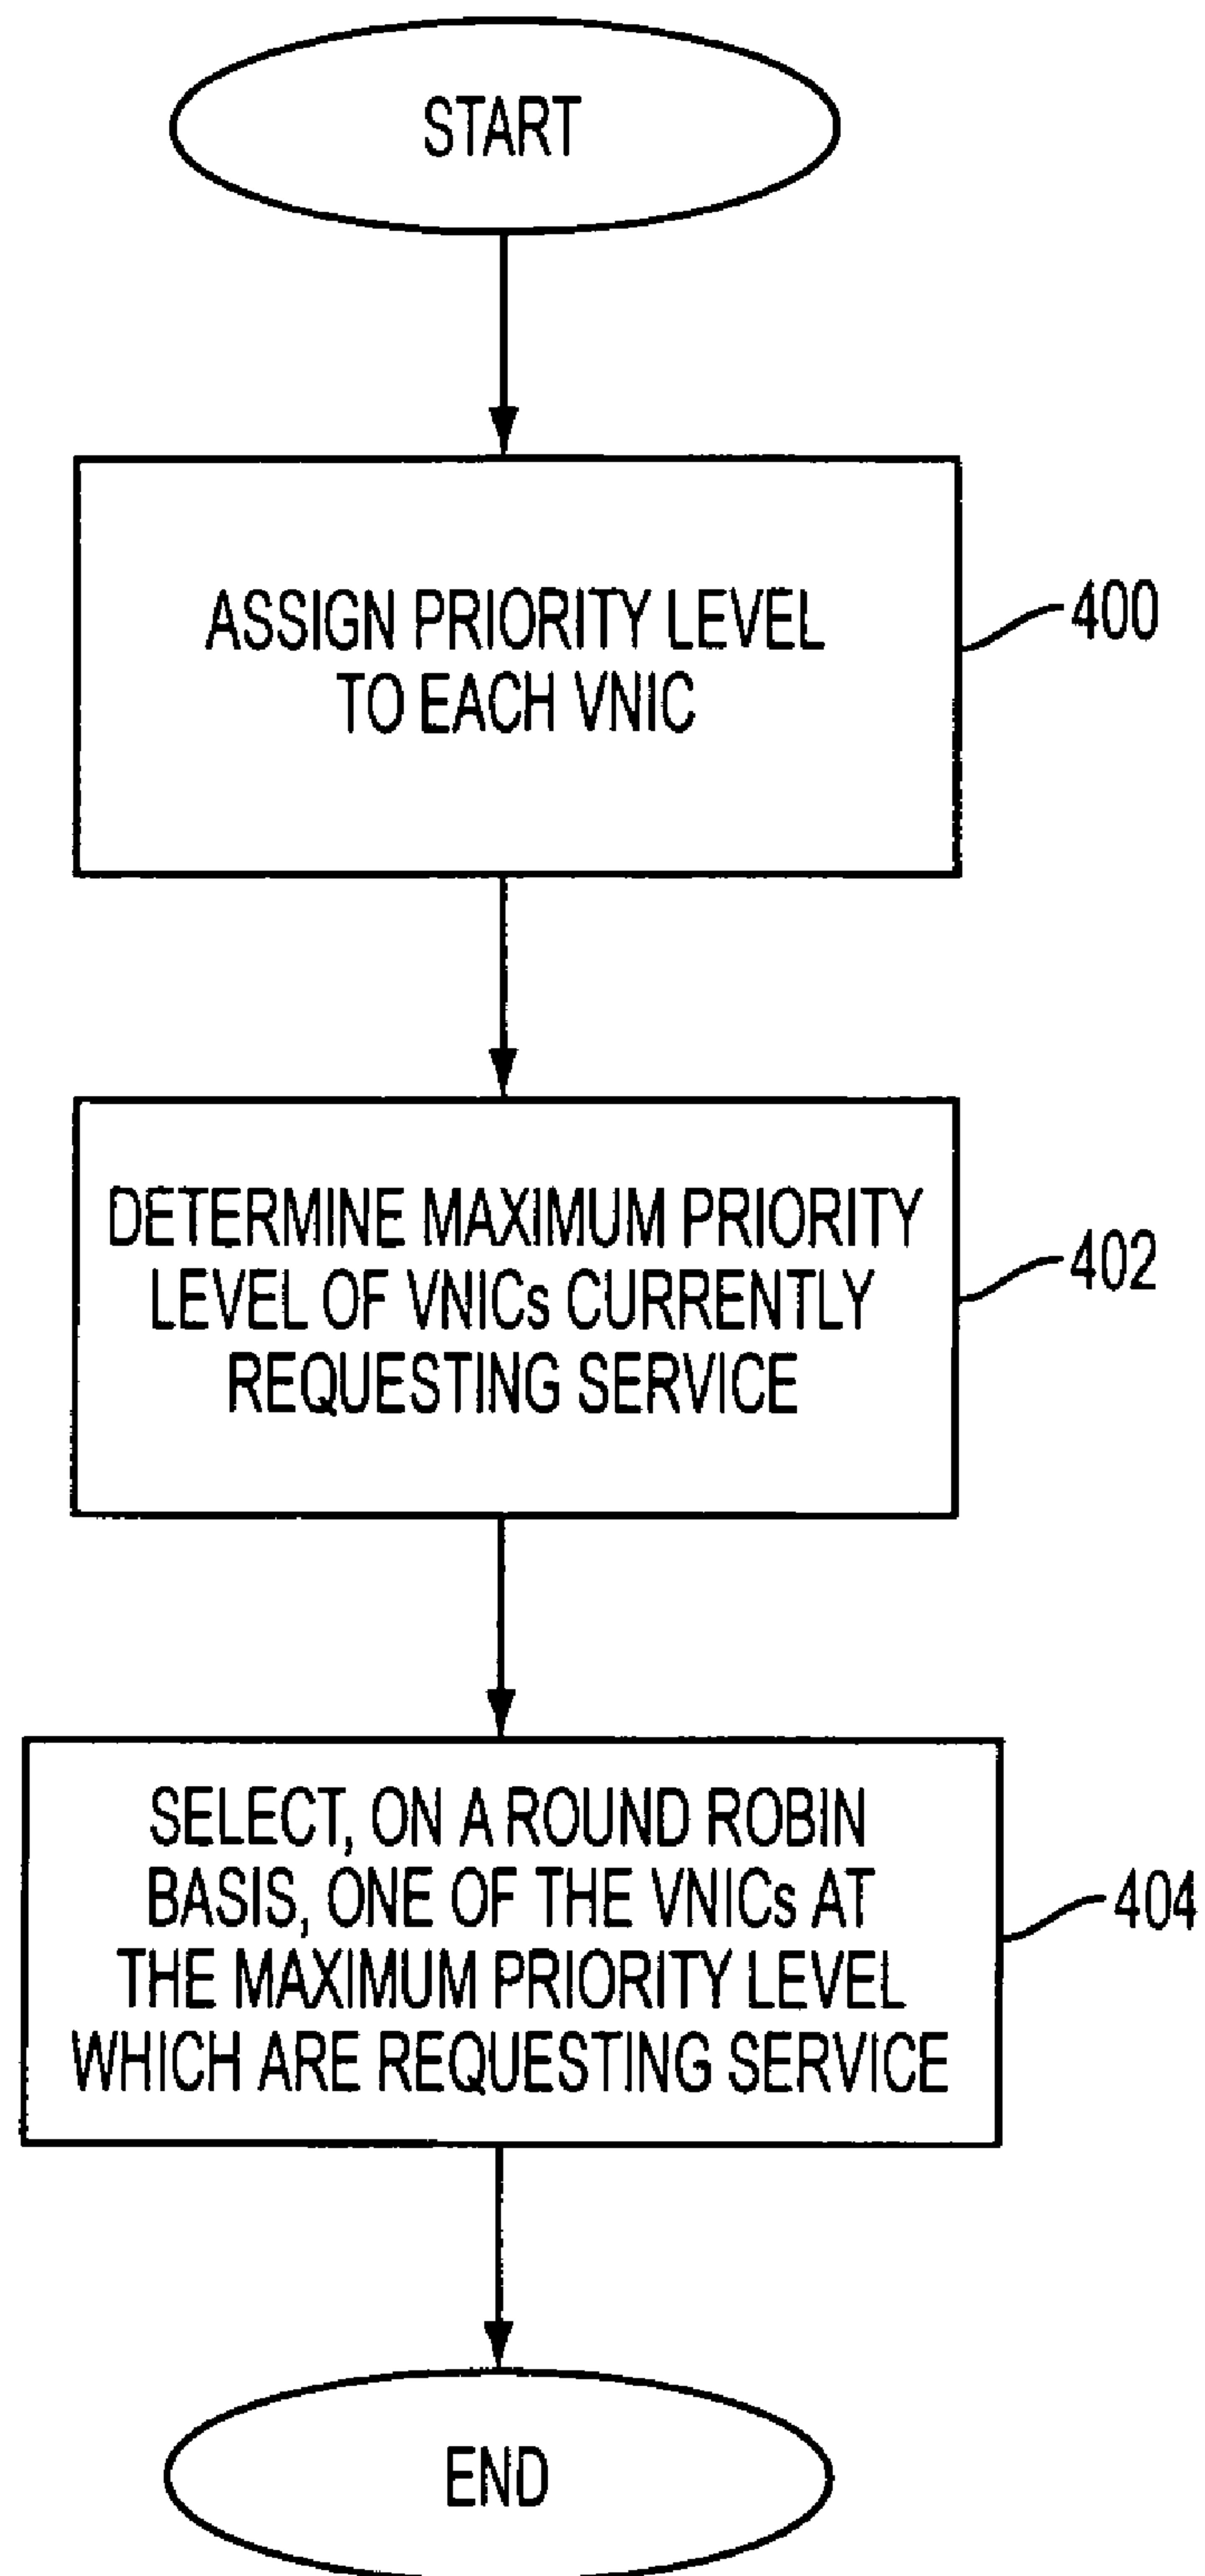 START
ASSIGN PRIORITY LEVEL
TO EACH VNIC
400
DETERMINE MAXIMUM PRIORITY
LEVEL OF VNICs CURRENTLY
REQUESTING SERVICE
402
SELECT, ON A ROUND ROBIN
BASIS, ONE OF THE VNICs AT
THE MAXIMUM PRIORITY LEVEL
WHICH ARE REQUESTING SERVICE
404
END